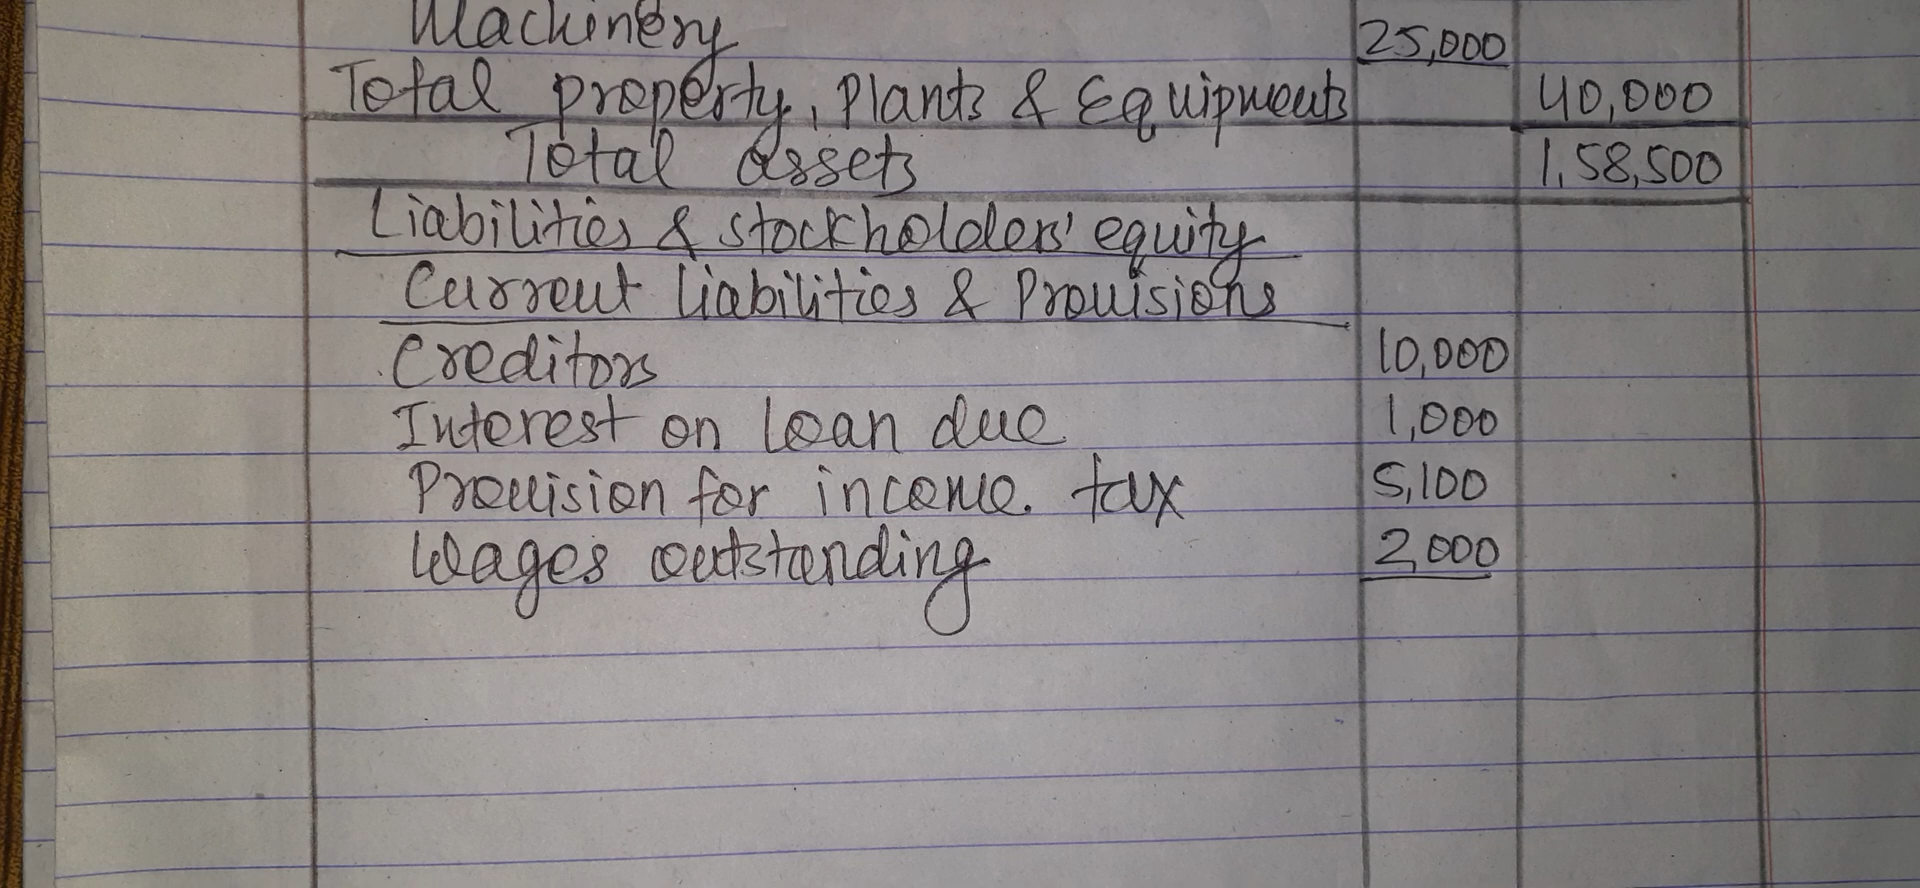 Machinery 25,000
Total property, Plants & Equipments 40,000
Total assets 1,58,500
Liabilities & stockholders' equity
Current liabilities & Provisions
Creditors 10,000
Interest on loan due 1,000
Provision for income tax 5,100
Wages outstanding 2,000